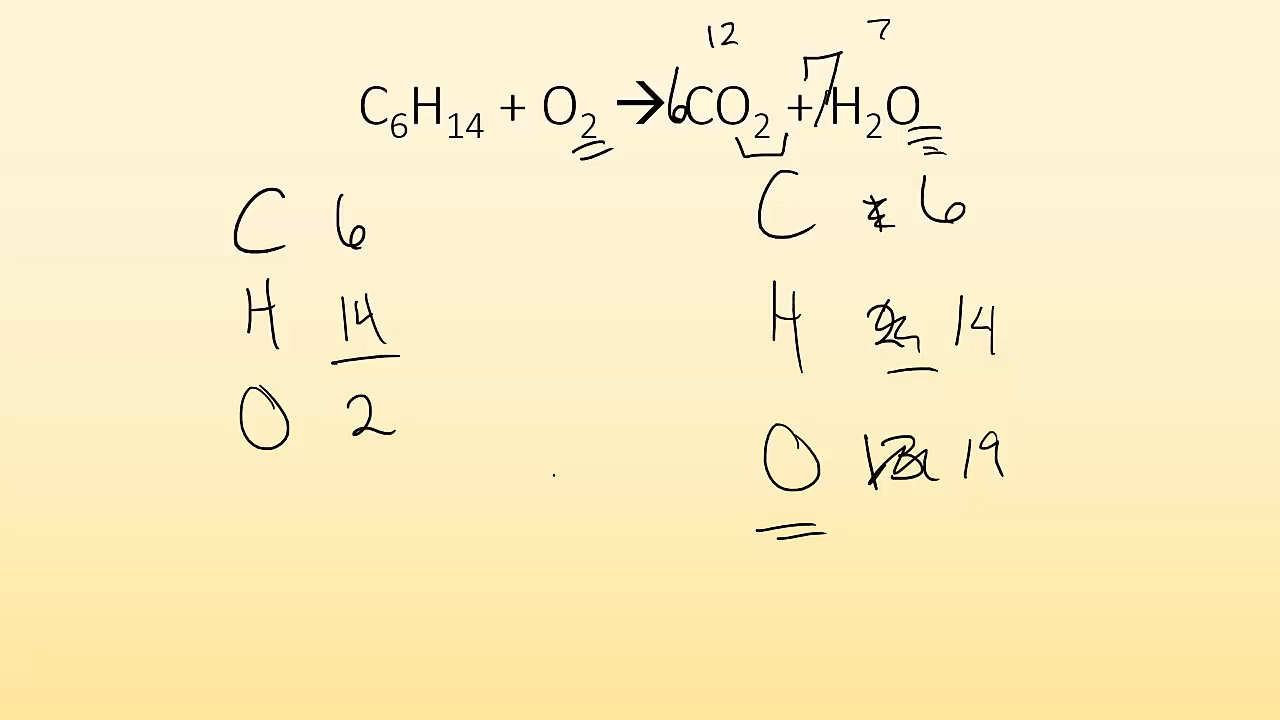 12 7
C₆H₁₄ + O₂ → 6CO₂ + 7H₂O
C 6 C 6
H 14 H 14
O 2 O 19